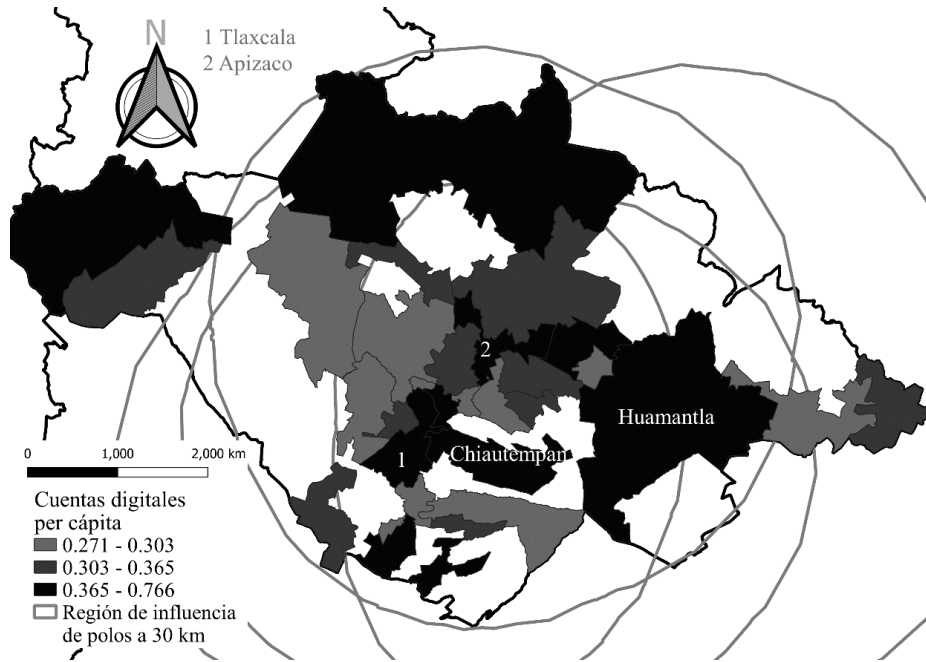 N
1 Tlaxcala
2 Apizaco
2
Huamantla
Chiautempan
1
0 1,000 2,000 km
Cuentas digitales
per cápita
0.271 - 0.303
0.303 - 0.365
0.365 - 0.766
Región de influencia
de polos a 30 km